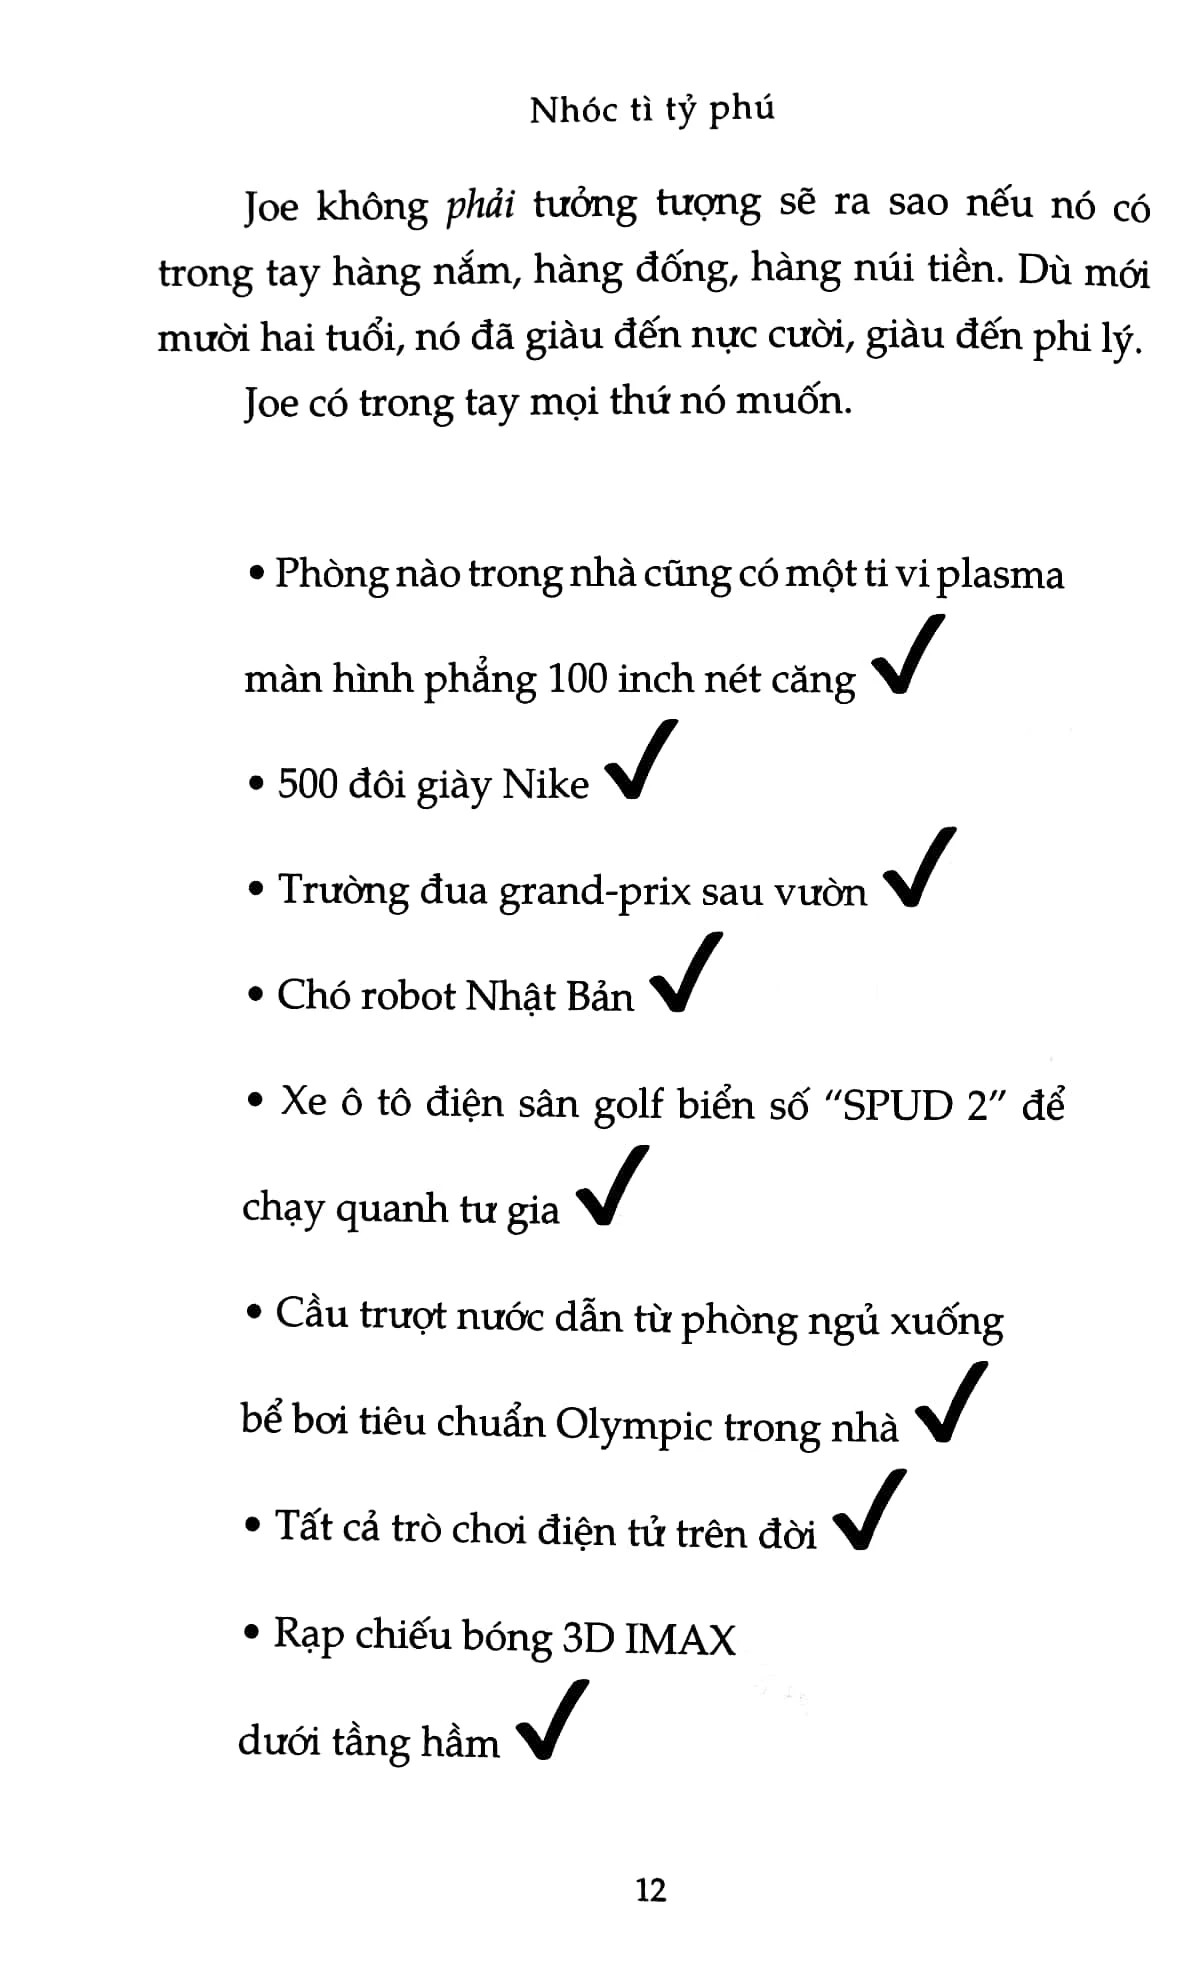 Nhóc tì tỷ phú
Joe không phải tưởng tượng sẽ ra sao nếu nó có
trong tay hàng nắm, hàng đống, hàng núi tiền. Dù mới
mười hai tuổi, nó đã giàu đến nực cười, giàu đến phi lý.
Joe có trong tay mọi thứ nó muốn.
• Phòng nào trong nhà cũng có một ti vi plasma
màn hình phẳng 100 inch nét căng ✓
• 500 đôi giày Nike ✓
• Trường đua grand-prix sau vườn ✓
• Chó robot Nhật Bản ✓
• Xe ô tô điện sân golf biển số "SPUD 2" để
chạy quanh tư gia ✓
• Cầu trượt nước dẫn từ phòng ngủ xuống
bể bơi tiêu chuẩn Olympic trong nhà ✓
• Tất cả trò chơi điện tử trên đời ✓
• Rạp chiếu bóng 3D IMAX
dưới tầng hầm ✓
12